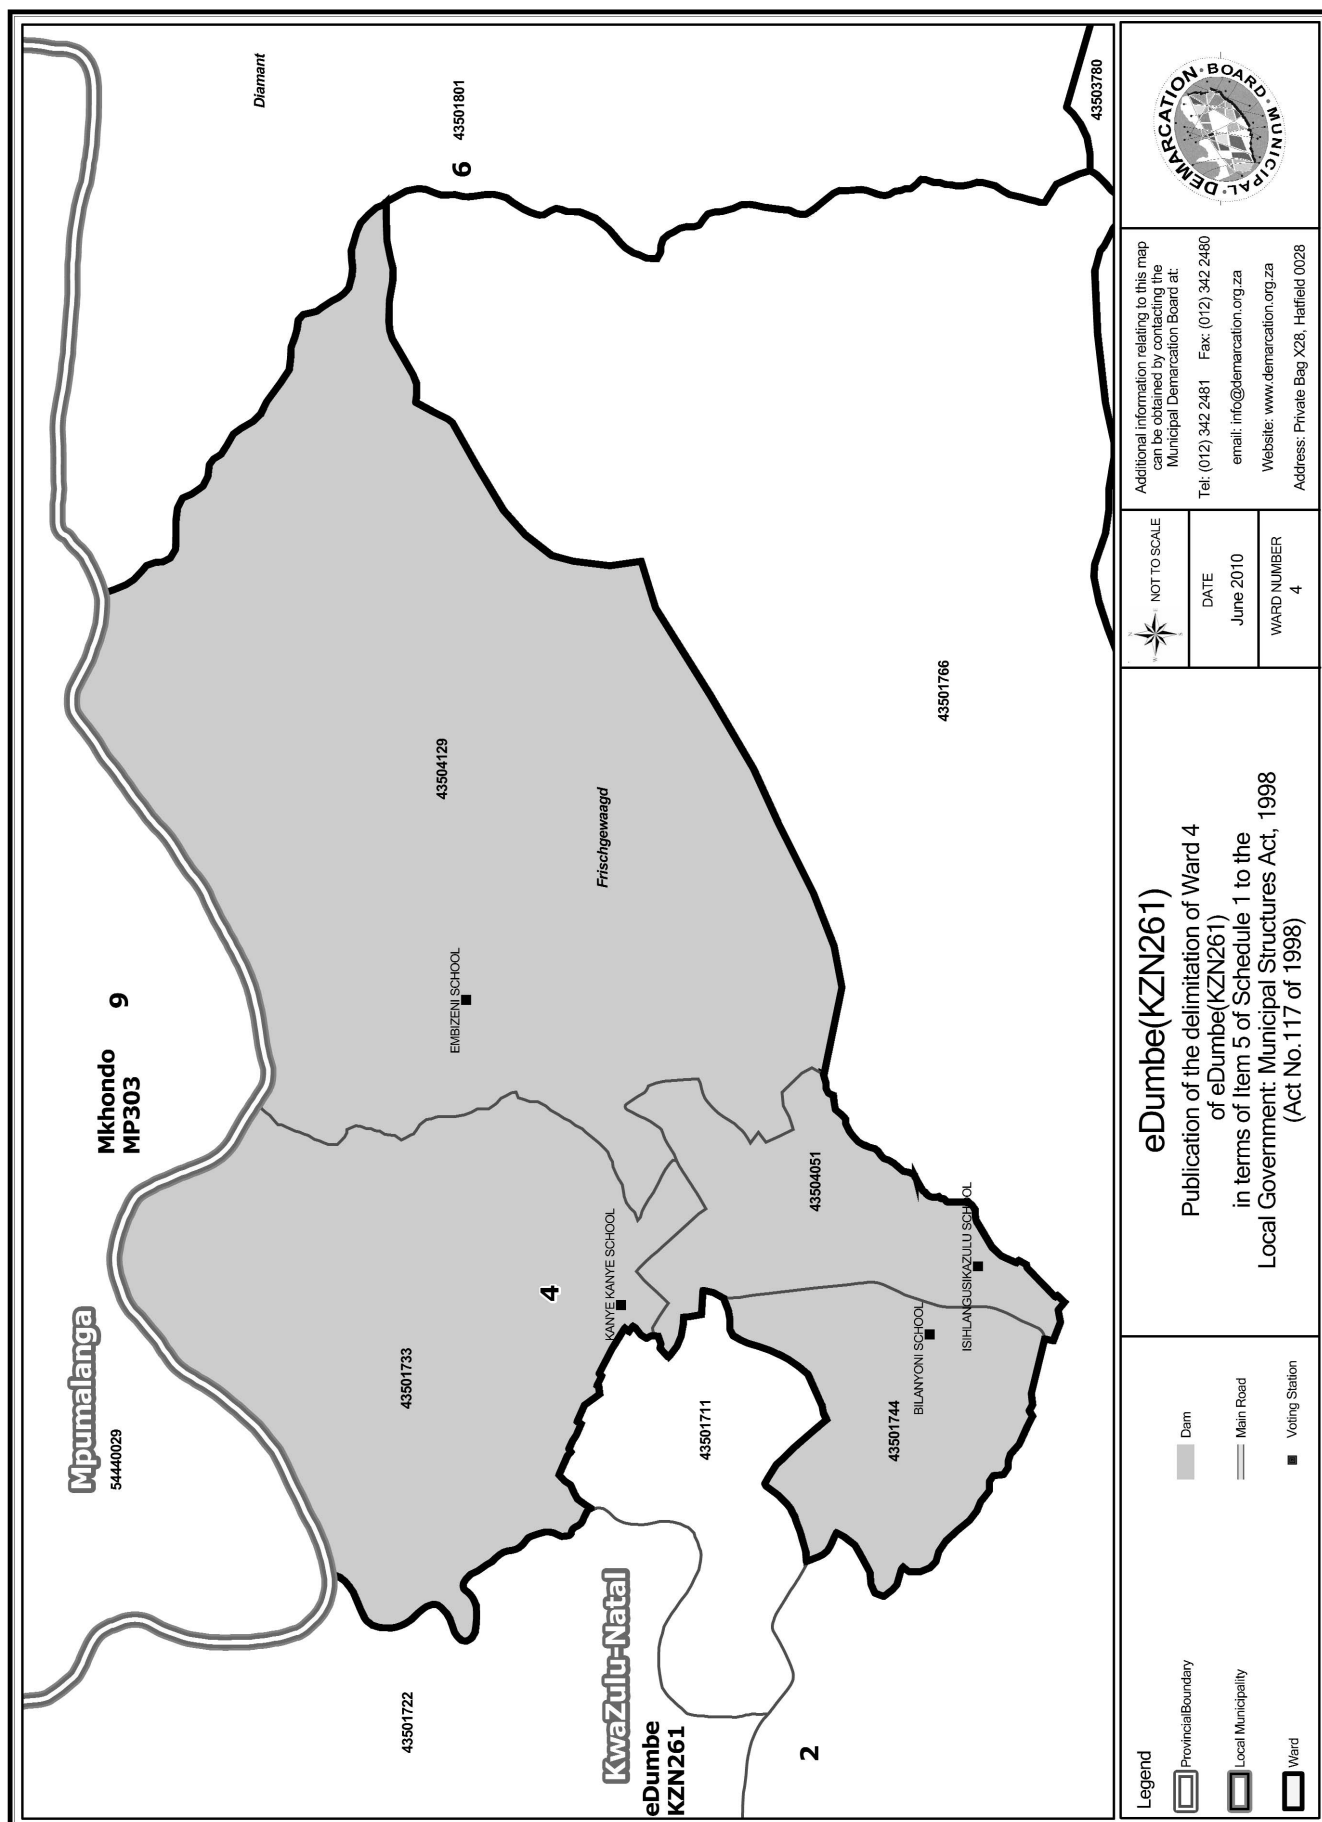 Mpumalanga
54440029
Mkhondo
MP303
9
Diamant
43501801
6
43503780
43504129
Frischgewaagd
EMBIZENI SCHOOL
43501733
4
KANYE KANYE SCHOOL
43504051
ISIHLANGUSIKAZULU SCHOOL
BILANYONI SCHOOL
43501744
43501711
43501766
43501722
KwaZulu-Natal
eDumbe
KZN261
2
Legend
ProvincialBoundary
Local Municipality
Ward
Dam
Main Road
Voting Station
eDumbe(KZN261)
Publication of the delimitation of Ward 4
of eDumbe(KZN261)
in terms of Item 5 of Schedule 1 to the
Local Government: Municipal Structures Act, 1998
(Act No.117 of 1998)
N
W E
S
NOT TO SCALE
DATE
June 2010
WARD NUMBER
4
Additional information relating to this map
can be obtained by contacting the
Municipal Demarcation Board at:
Tel: (012) 342 2481 Fax: (012) 342 2480
email: info@demarcation.org.za
Website: www.demarcation.org.za
Address: Private Bag X28, Hatfield 0028
MUNICIPAL • DEMARCATION • BOARD •